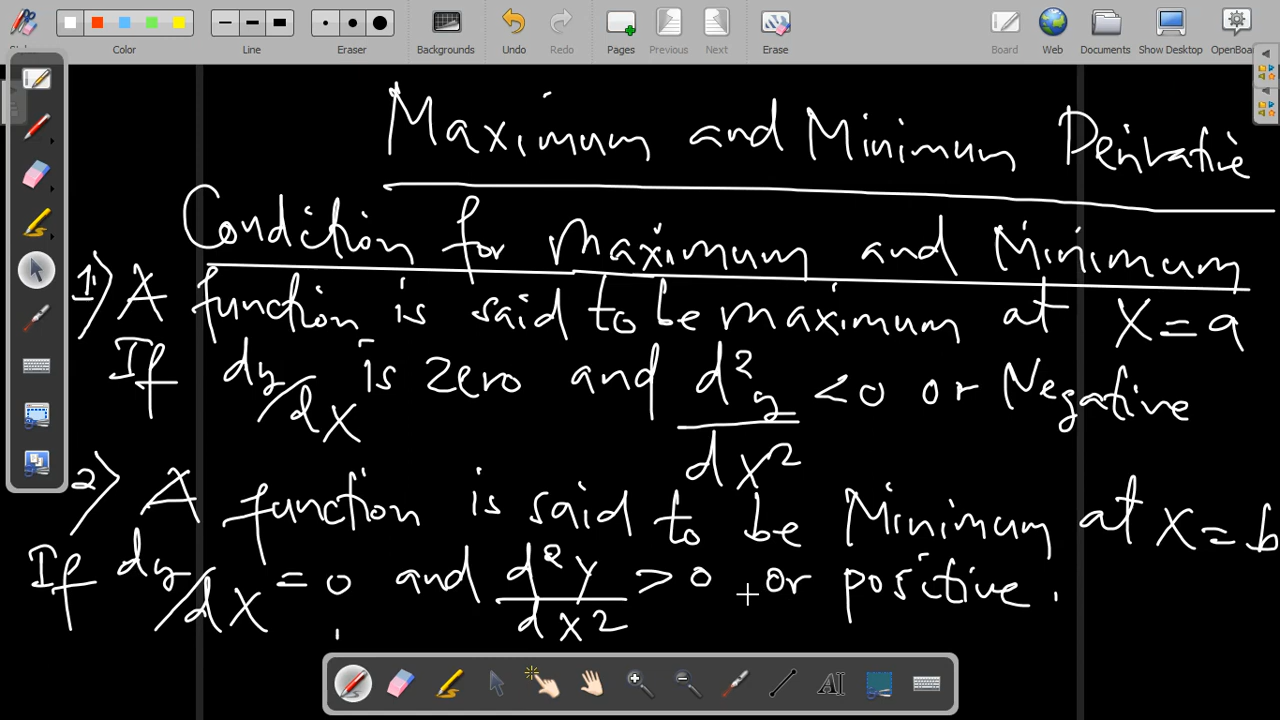 Color Line Eraser Backgrounds Undo Redo Pages Previous Next Erase Board Web Documents Show Desktop OpenBoa
Maximum and Minimum Derivative
Condition for Maximum and Minimum
1) A function is said to be maximum at X = a
If dy/dx is zero and d²y/dx² <0 or Negative
2) A function is said to be Minimum at x = b
If dy/dx = 0 and d²y/dx² > 0 or positive.
AI